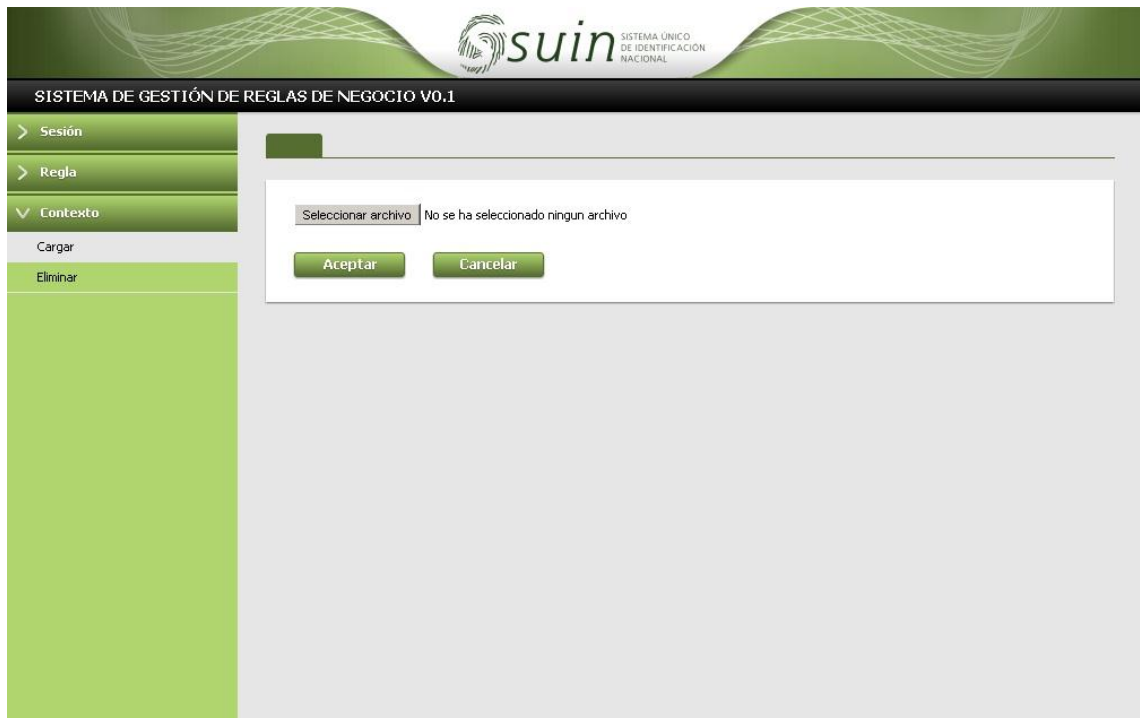 suin SISTEMA ÚNICO
DE IDENTIFICACIÓN
NACIONAL
SISTEMA DE GESTIÓN DE REGLAS DE NEGOCIO V0.1
Sesión
Regla
Contexto
Cargar
Eliminar
Seleccionar archivo No se ha seleccionado ningun archivo
Aceptar Cancelar